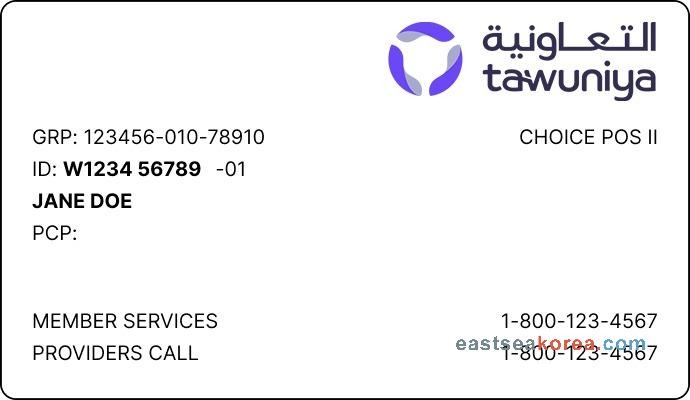 التعاونية
tawuniya
GRP: 123456-010-78910 CHOICE POS II
ID: W1234 56789 -01
JANE DOE
PCP:
MEMBER SERVICES 1-800-123-4567
PROVIDERS CALL 1-800-123-4567
eastseakorea.com